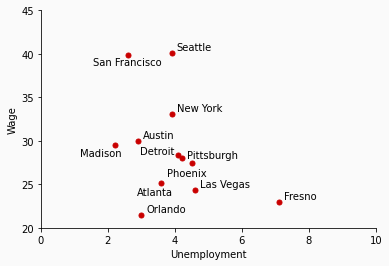 45
40
35
30
25
20
Wage
Seattle
San Francisco
New York
Austin
Madison
Detroit
Pittsburgh
Phoenix
Las Vegas
Atlanta
Fresno
Orlando
0
2
4
6
8
10
Unemployment